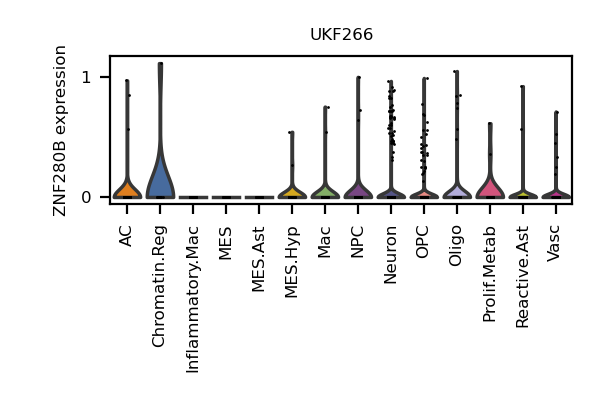 UKF266
ZNF280B expression
1
0
AC
Chromatin.Reg
Inflammatory.Mac
MES
MES.Ast
MES.Hyp
Mac
NPC
Neuron
OPC
Oligo
Prolif.Metab
Reactive.Ast
Vasc